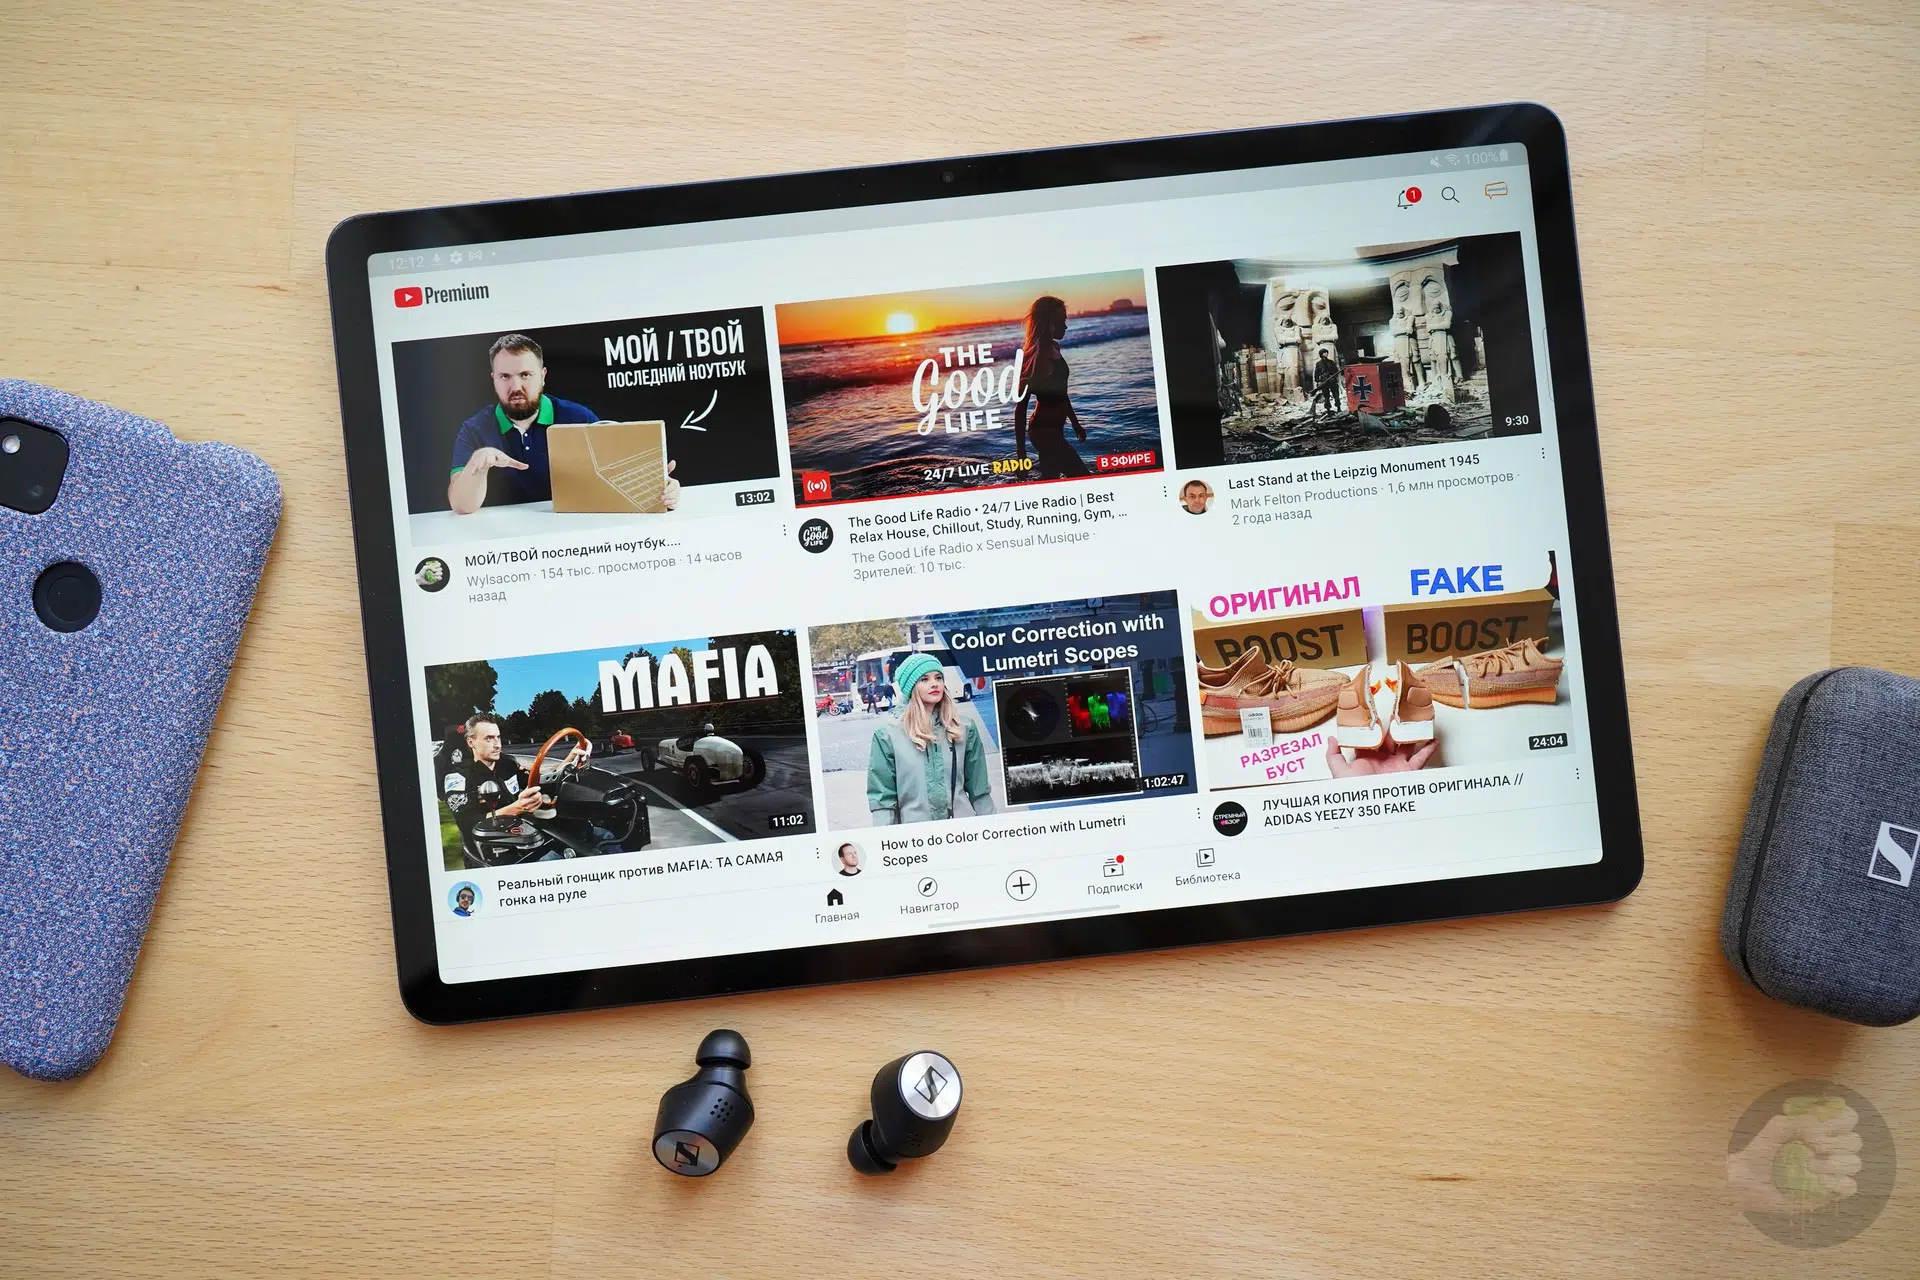 12:12
100%
1
Premium
МОЙ / ТВОЙ
ПОСЛЕДНИЙ НОУТБУК
13:02
МОЙ/ТВОЙ последний ноутбук....
Wylsacom · 154 тыс. просмотров · 14 часов
назад
THE
Good
LIFE
24/7 LIVE RADIO
В ЭФИРЕ
THE
Good
LIFE
The Good Life Radio • 24/7 Live Radio | Best
Relax House, Chillout, Study, Running, Gym, ...
The Good Life Radio x Sensual Musique ·
Зрителей: 10 тыс.
9:30
Last Stand at the Leipzig Monument 1945
Mark Felton Productions · 1,6 млн просмотров ·
2 года назад
MAFIA
11:02
Реальный гонщик против MAFIA: ТА САМАЯ
гонка на руле
Color Correction with
Lumetri Scopes
1:02:47
How to do Color Correction with Lumetri
Scopes
ОРИГИНАЛ
FAKE
BOOST
BOOST
РАЗРЕЗАЛ
БУСТ
24:04
СТРЕМНЫЙ
ОБЗОР
ЛУЧШАЯ КОПИЯ ПРОТИВ ОРИГИНАЛА //
ADIDAS YEEZY 350 FAKE
Главная
Навигатор
Подписки
Библиотека